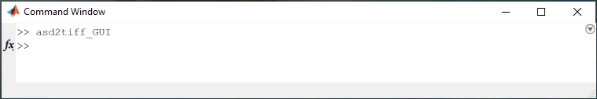 Command Window
>> asd2tiff_GUI
fx >>